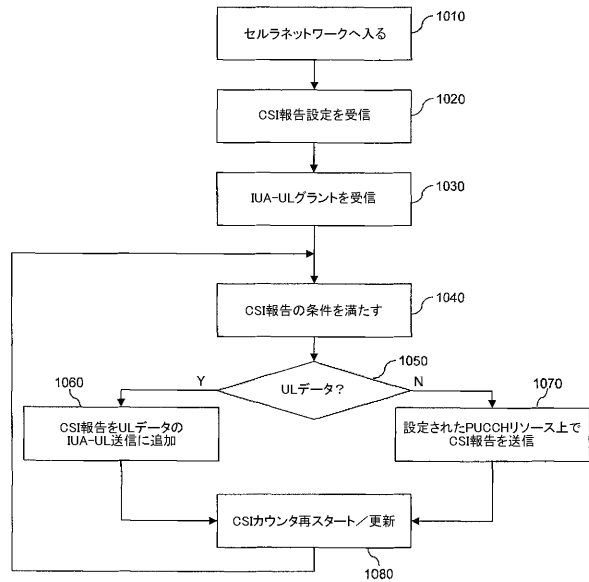 セルラネットワークへ入る
1010
CSI報告設定を受信
1020
IUA-ULグラントを受信
1030
CSI報告の条件を満たす
1040
ULデータ?
1050
Y
N
1060
CSI報告をULデータの
IUA-UL送信に追加
1070
設定されたPUCCHリソース上で
CSI報告を送信
CSIカウンタ再スタート/更新
1080